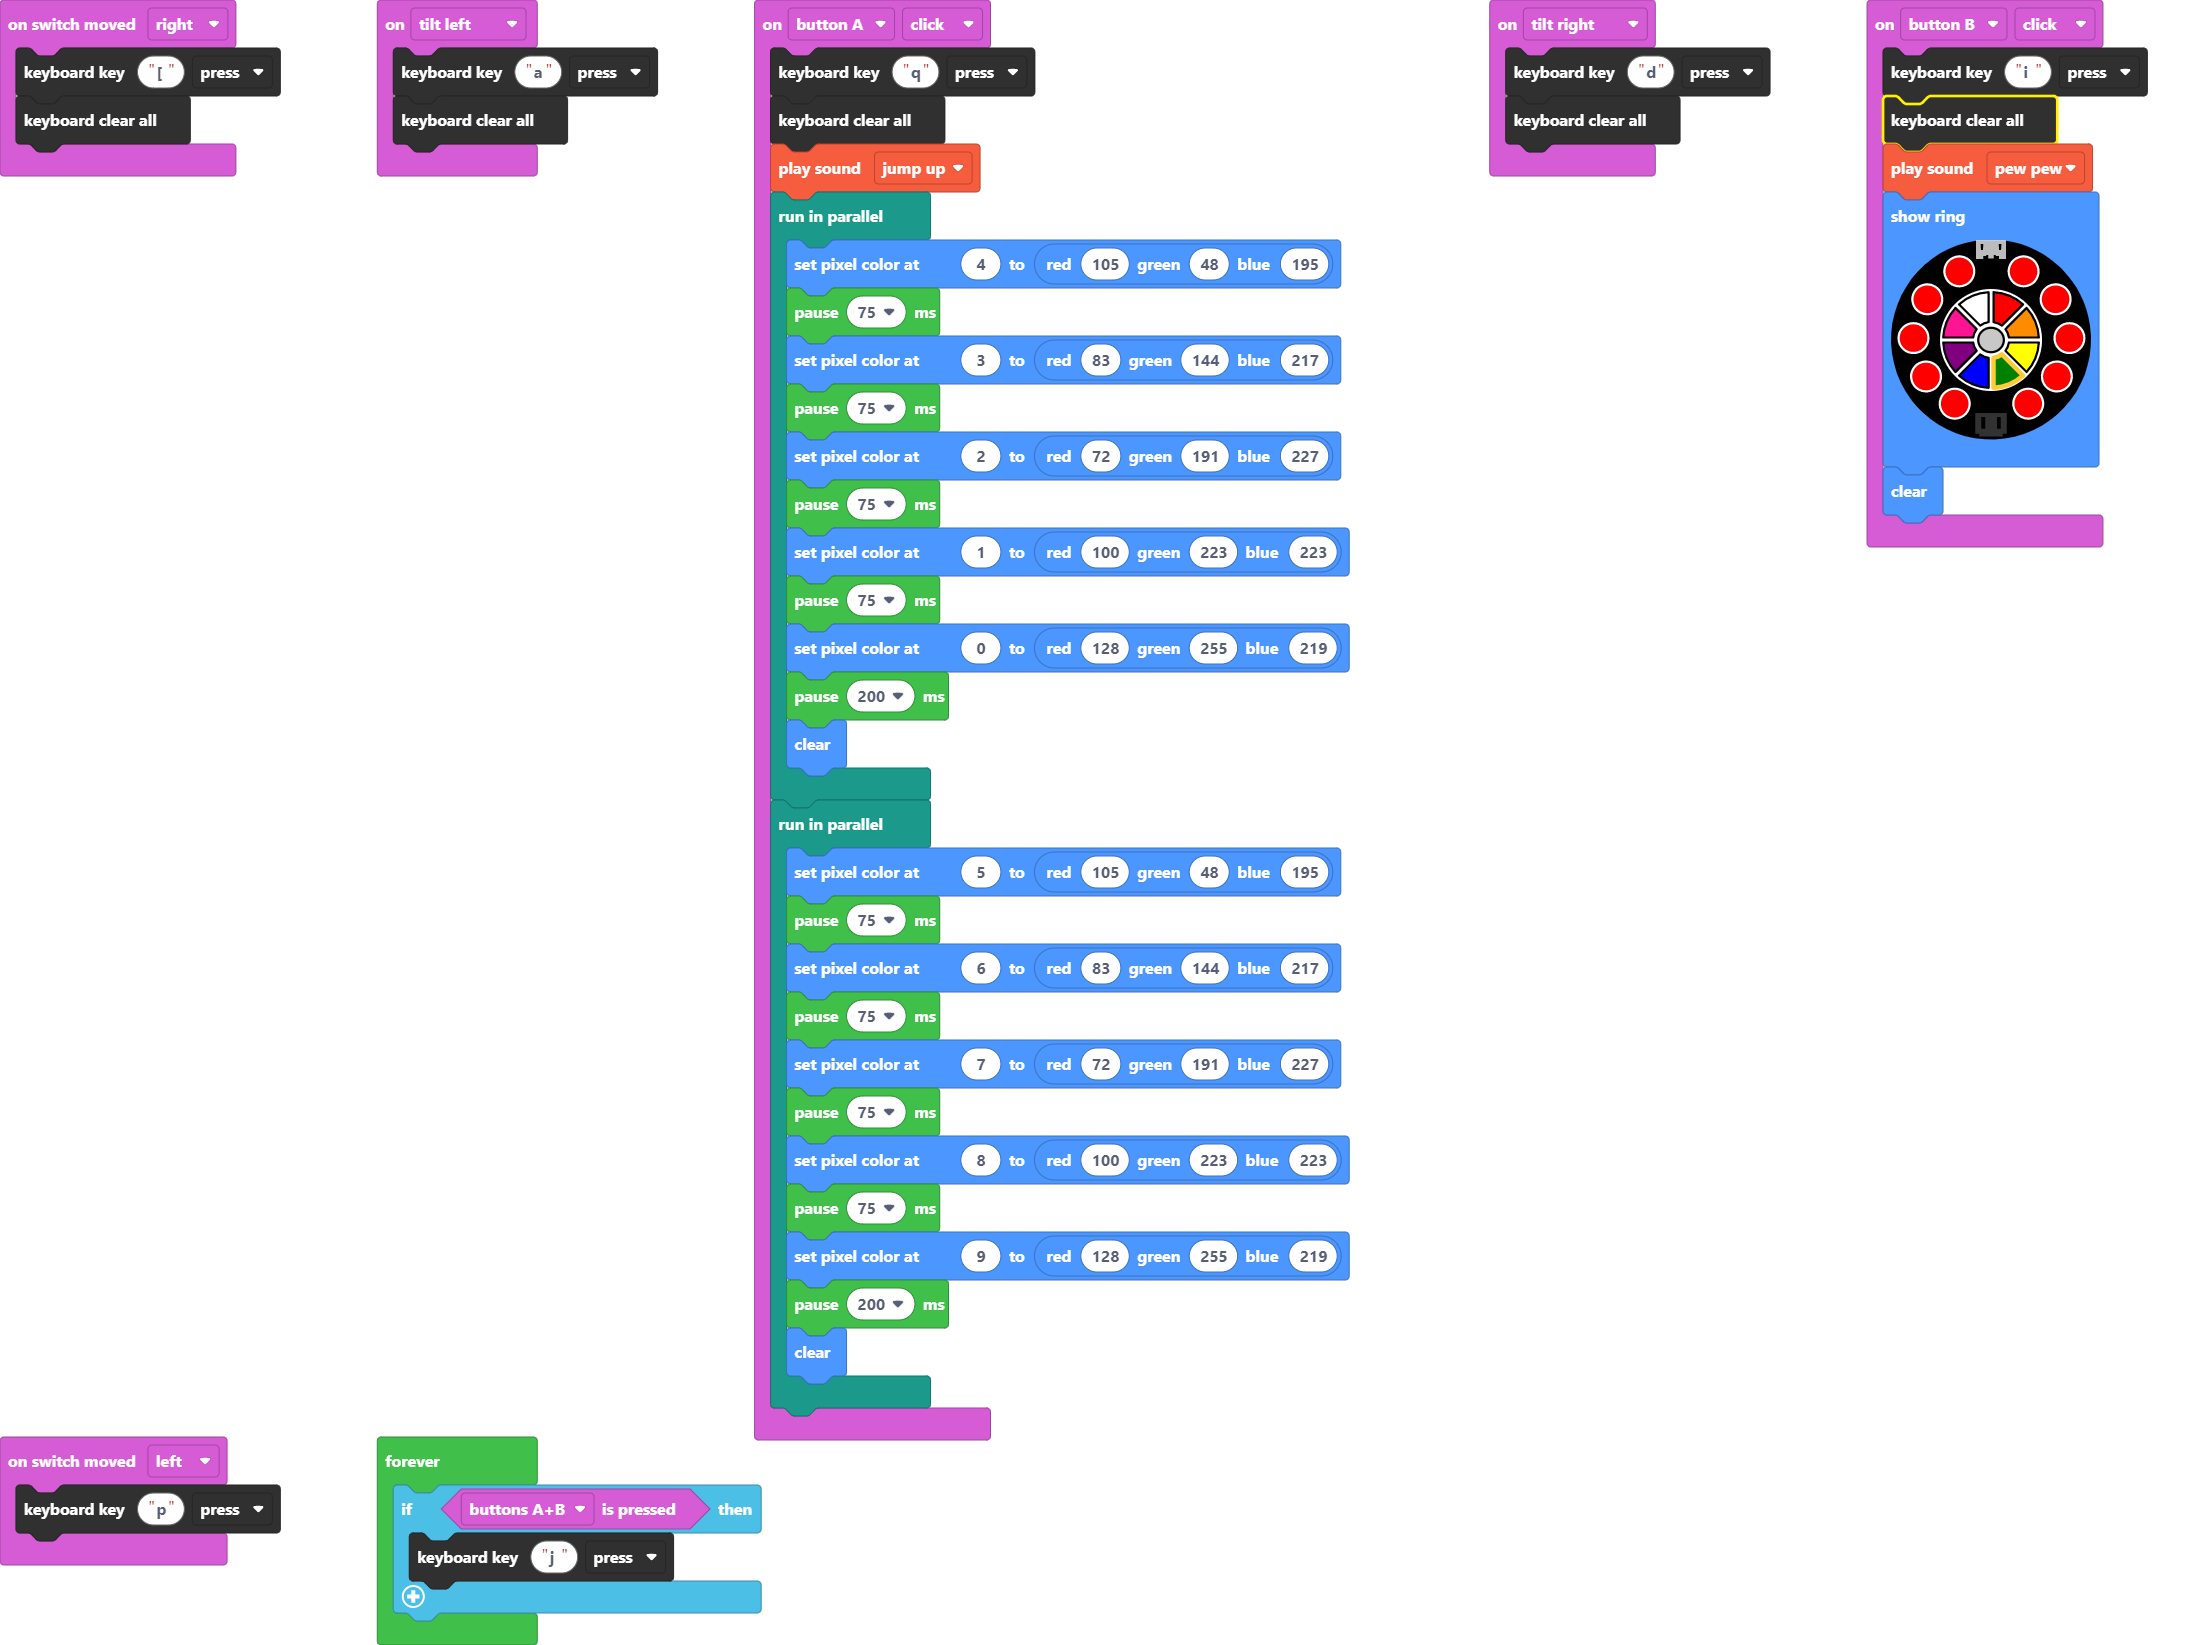 on switch moved right
keyboard key "[" press
keyboard clear all
on tilt left
keyboard key "a" press
keyboard clear all
on button A click
keyboard key "q" press
keyboard clear all
play sound jump up
run in parallel
set pixel color at 4 to red 105 green 48 blue 195
pause 75 ms
set pixel color at 3 to red 83 green 144 blue 217
pause 75 ms
set pixel color at 2 to red 72 green 191 blue 227
pause 75 ms
set pixel color at 1 to red 100 green 223 blue 223
pause 75 ms
set pixel color at 0 to red 128 green 255 blue 219
pause 200 ms
clear
run in parallel
set pixel color at 5 to red 105 green 48 blue 195
pause 75 ms
set pixel color at 6 to red 83 green 144 blue 217
pause 75 ms
set pixel color at 7 to red 72 green 191 blue 227
pause 75 ms
set pixel color at 8 to red 100 green 223 blue 223
pause 75 ms
set pixel color at 9 to red 128 green 255 blue 219
pause 200 ms
clear
on tilt right
keyboard key "d" press
keyboard clear all
on button B click
keyboard key "i" press
keyboard clear all
play sound pew pew
show ring
clear
on switch moved left
keyboard key "p" press
forever
if buttons A+B is pressed then
keyboard key "j" press